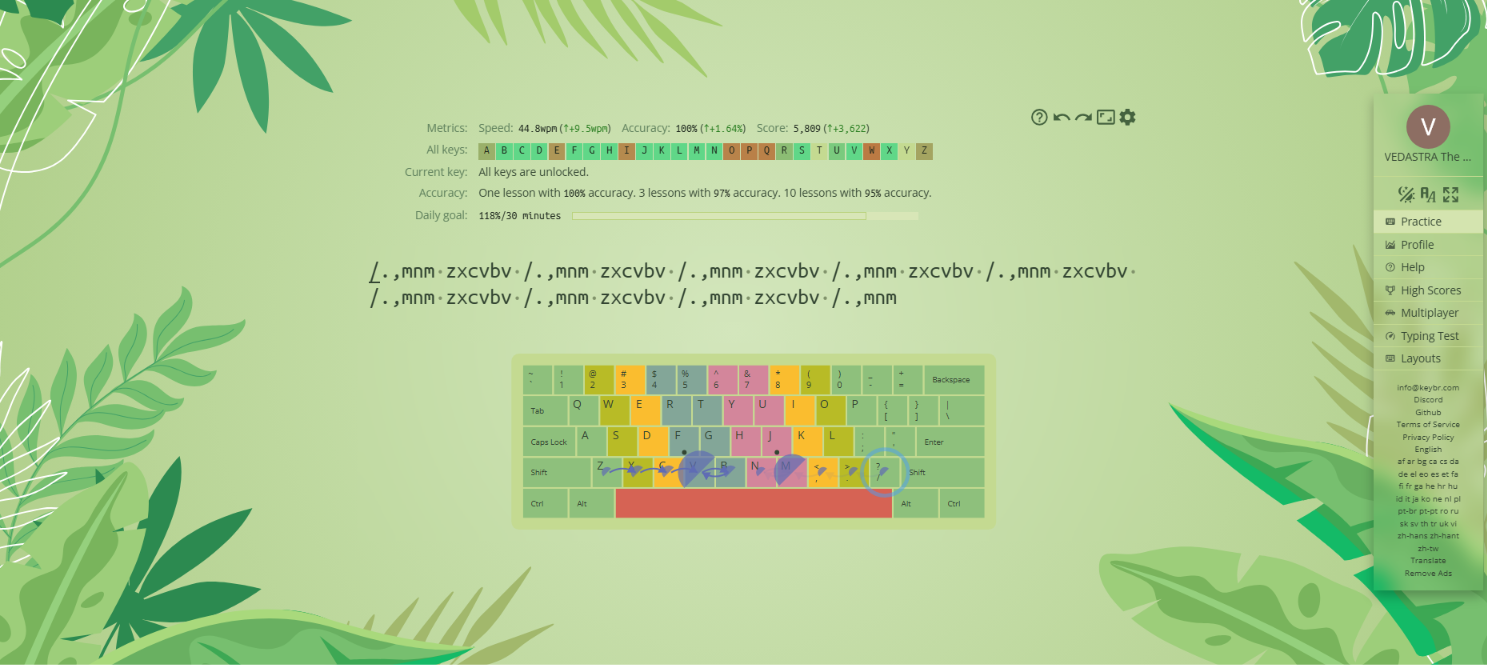 Metrics: Speed: 44.8wpm (↑+9.5wpm) Accuracy: 100% (↑+1.64%) Score: 5,809 (↑+3,622)
All keys: A B C D E F G H I J K L M N O P Q R S T U V W X Y Z
Current key: All keys are unlocked.
Accuracy: One lesson with 100% accuracy. 3 lessons with 97% accuracy. 10 lessons with 95% accuracy.
Daily goal: 118%/30 minutes
/.,mnm·zxcvbv·/.,mnm·zxcvbv·/.,mnm·zxcvbv·/.,mnm·zxcvbv·/.,mnm·zxcvbv·
/.,mnm·zxcvbv·/.,mnm·zxcvbv·/.,mnm·zxcvbv·/.,mnm
~ ! @ # $ % ^ & * ( ) _ +
` 1 2 3 4 5 6 7 8 9 0 - = Backspace
Tab Q W E R T Y U I O P { } |
[ ] \
Caps Lock A S D F G H J K L : " Enter
; '
Shift Z X C V B N M < > ? Shift
, . /
Ctrl Alt Alt Ctrl
V
VEDASTRA The ...
Practice
Profile
Help
High Scores
Multiplayer
Typing Test
Layouts
info@keybr.com
Discord
Github
Terms of Service
Privacy Policy
English
af ar bg ca cs da
de el eo es et fa
fi fr ga he hr hu
id it ja ko ne nl pl
pt-br pt-pt ro ru
sk sv th tr uk vi
zh-hans zh-hant
zh-tw
Translate
Remove Ads